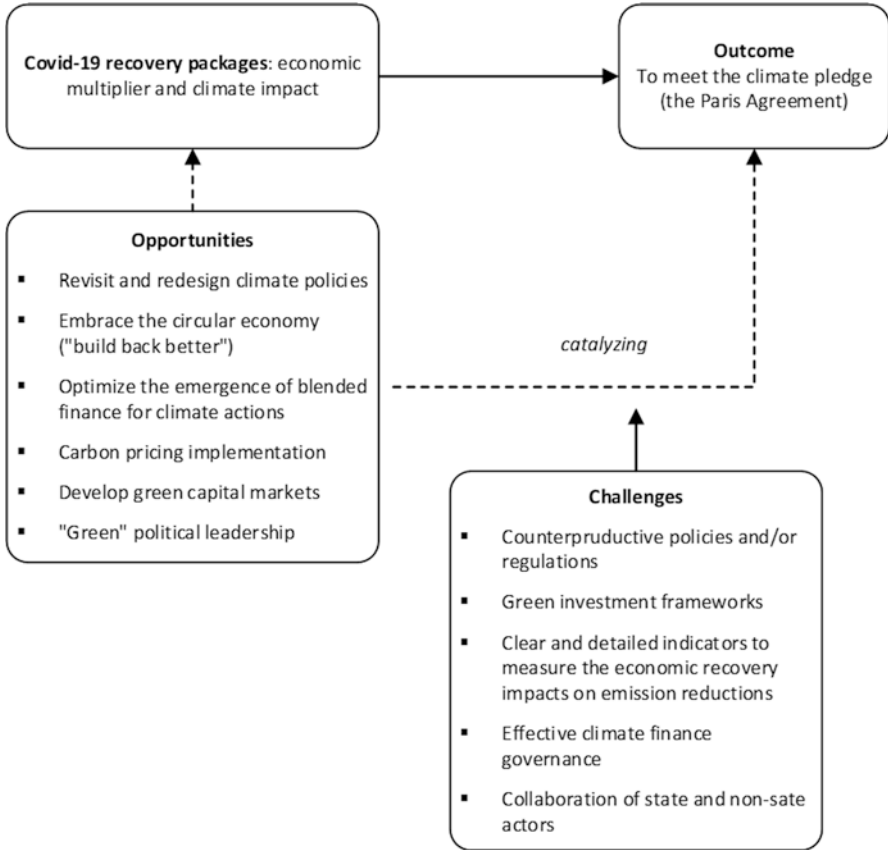 Covid-19 recovery packages: economic
multiplier and climate impact
Outcome
To meet the climate pledge
(the Paris Agreement)
Opportunities
▪ Revisit and redesign climate policies
▪ Embrace the circular economy
("build back better")
▪ Optimize the emergence of blended
finance for climate actions
▪ Carbon pricing implementation
▪ Develop green capital markets
▪ "Green" political leadership
catalyzing
Challenges
▪ Counterpruductive policies and/or
regulations
▪ Green investment frameworks
▪ Clear and detailed indicators to
measure the economic recovery
impacts on emission reductions
▪ Effective climate finance
governance
▪ Collaboration of state and non-sate
actors